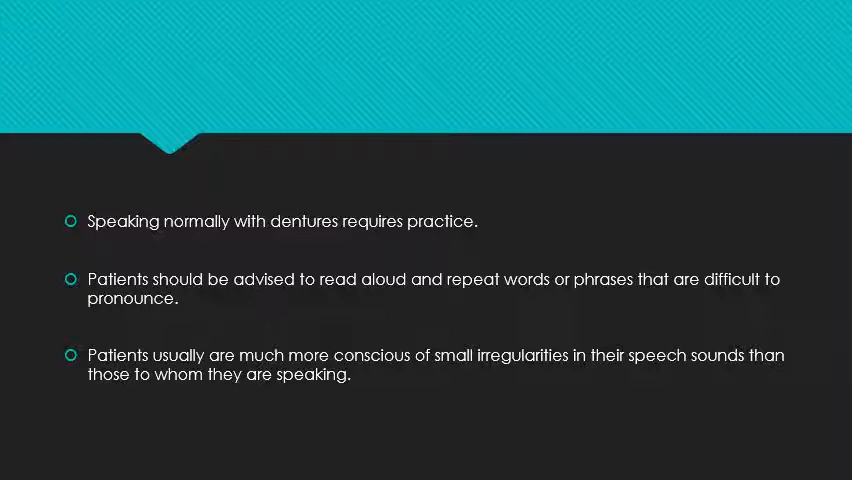 Speaking normally with dentures requires practice.
Patients should be advised to read aloud and repeat words or phrases that are difficult to
pronounce.
Patients usually are much more conscious of small irregularities in their speech sounds than
those to whom they are speaking.